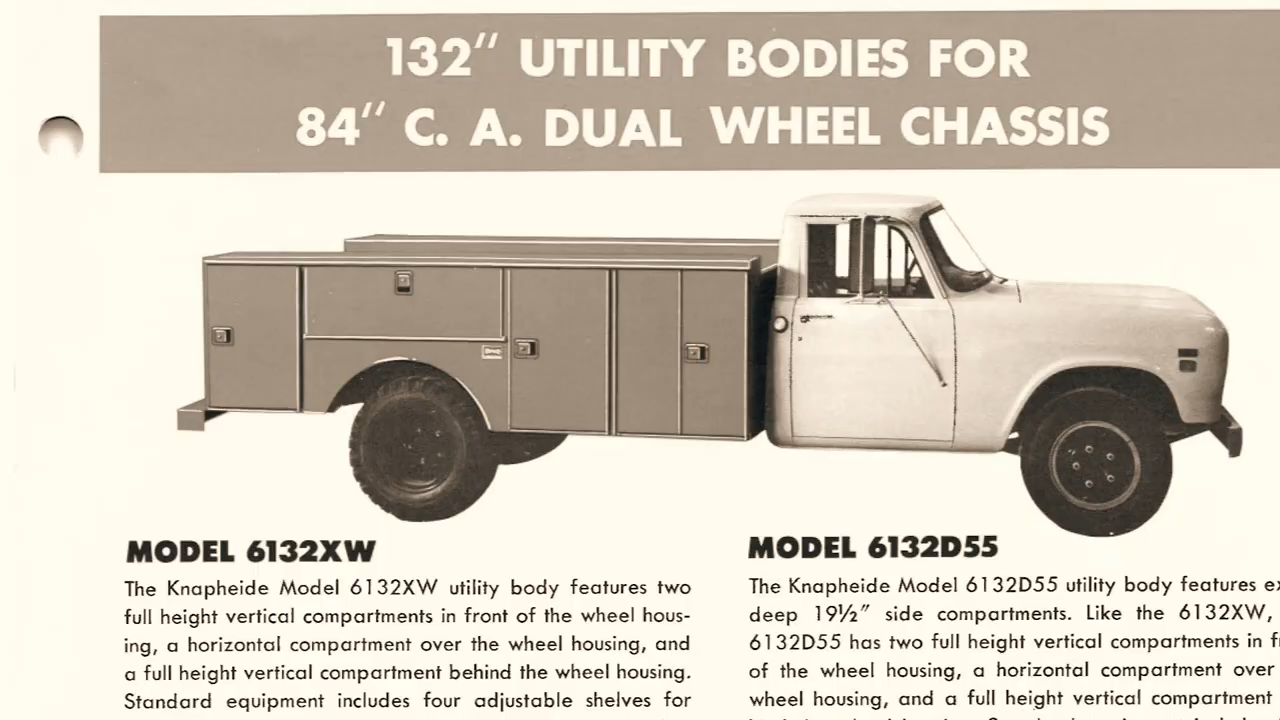 132" UTILITY BODIES FOR
84" C. A. DUAL WHEEL CHASSIS
MODEL 6132XW
The Knapheide Model 6132XW utility body features two
full height vertical compartments in front of the wheel hous-
ing, a horizontal compartment over the wheel housing, and
a full height vertical compartment behind the wheel housing.
Standard equipment includes four adjustable shelves for
MODEL 6132D55
The Knapheide Model 6132D55 utility body features
deep 19½" side compartments. Like the 6132XW,
6132D55 has two full height vertical compartments in
of the wheel housing, a horizontal compartment over
wheel housing, and a full height vertical compartment